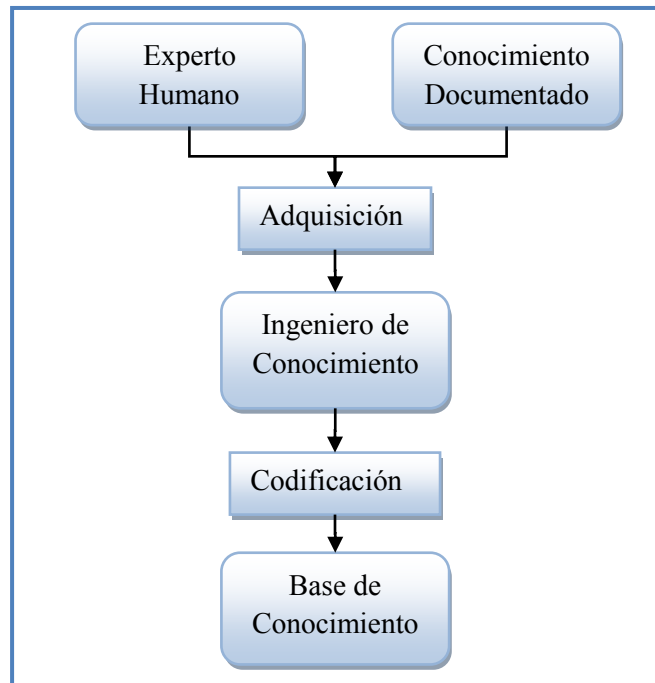 Experto
Humano
Conocimiento
Documentado
Adquisición
Ingeniero de
Conocimiento
Codificación
Base de
Conocimiento